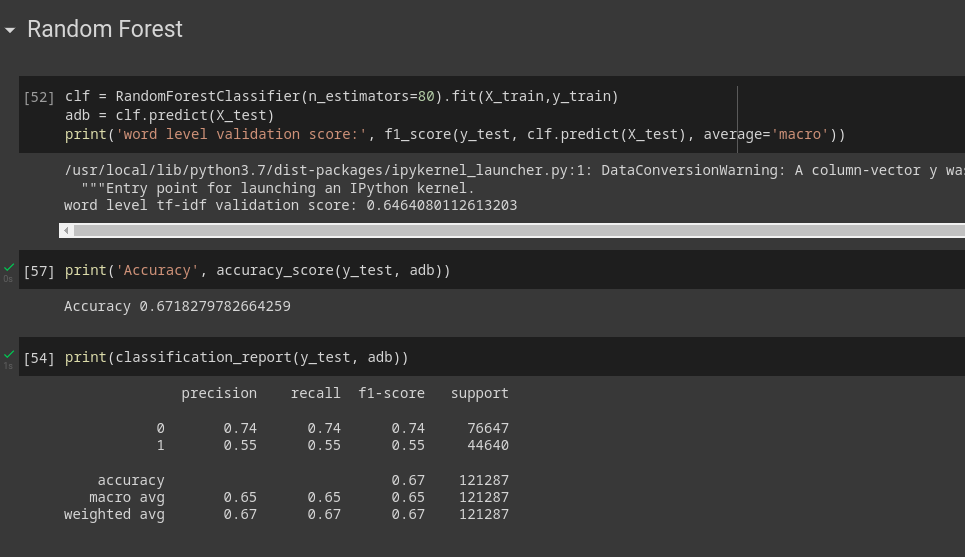 Random Forest
[52] clf = RandomForestClassifier(n_estimators=80).fit(X_train,y_train)
adb = clf.predict(X_test)
print('word level validation score:', f1_score(y_test, clf.predict(X_test), average='macro'))
/usr/local/lib/python3.7/dist-packages/ipykernel_launcher.py:1: DataConversionWarning: A column-vector y wa
"""Entry point for launching an IPython kernel.
word level tf-idf validation score: 0.6464080112613203
0s
[57] print('Accuracy', accuracy_score(y_test, adb))
Accuracy 0.6718279782664259
1s
[54] print(classification_report(y_test, adb))
precision recall f1-score support
0 0.74 0.74 0.74 76647
1 0.55 0.55 0.55 44640
accuracy 0.67 121287
macro avg 0.65 0.65 0.65 121287
weighted avg 0.67 0.67 0.67 121287